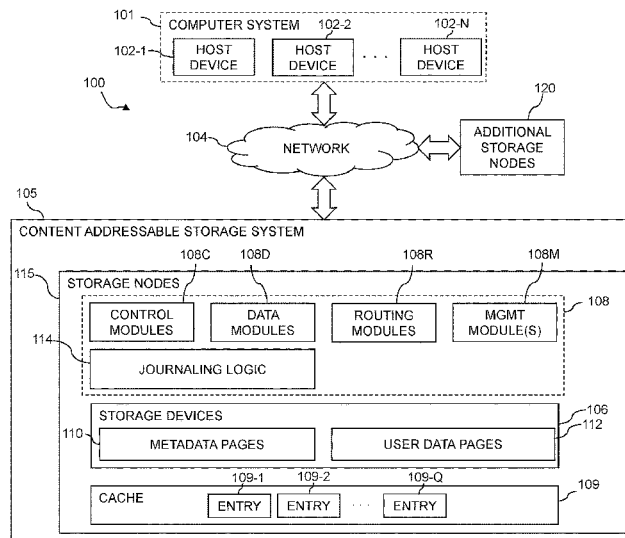 101
COMPUTER SYSTEM
102-1
102-2
102-N
HOST DEVICE
HOST DEVICE
. . .
HOST DEVICE
100
104
NETWORK
120
ADDITIONAL STORAGE NODES
105
CONTENT ADDRESSABLE STORAGE SYSTEM
108C
108D
108R
108M
115
STORAGE NODES
CONTROL MODULES
DATA MODULES
ROUTING MODULES
MGMT MODULE(S)
108
114
JOURNALING LOGIC
STORAGE DEVICES
106
110
METADATA PAGES
USER DATA PAGES
112
109-1
109-2
109-Q
CACHE
ENTRY
ENTRY
. . .
ENTRY
109